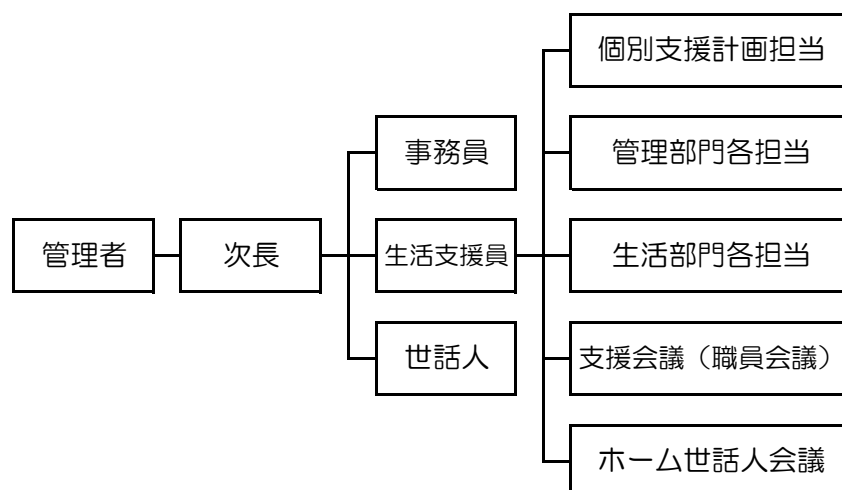 管理者
次長
事務員
生活支援員
世話人
個別支援計画担当
管理部門各担当
生活部門各担当
支援会議（職員会議）
ホーム世話人会議